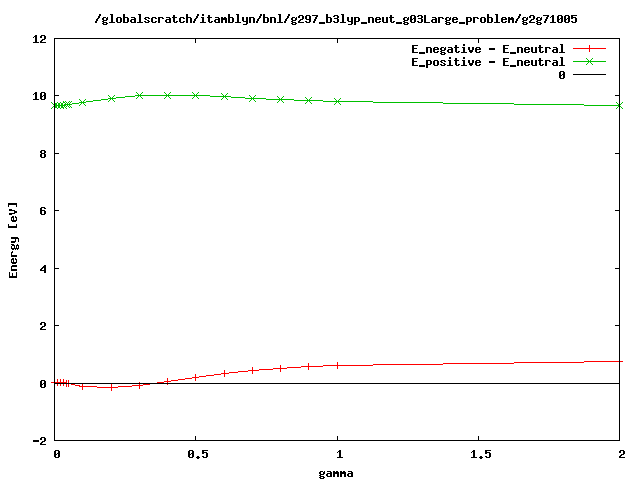 /globalscratch/itamblyn/bnl/g297_b3lyp_neut_g03Large_problem/g2g71005
E_negative - E_neutral
E_positive - E_neutral
0
12
10
8
6
4
2
0
-2
Energy [eV]
0
0.5
1
1.5
2
gamma